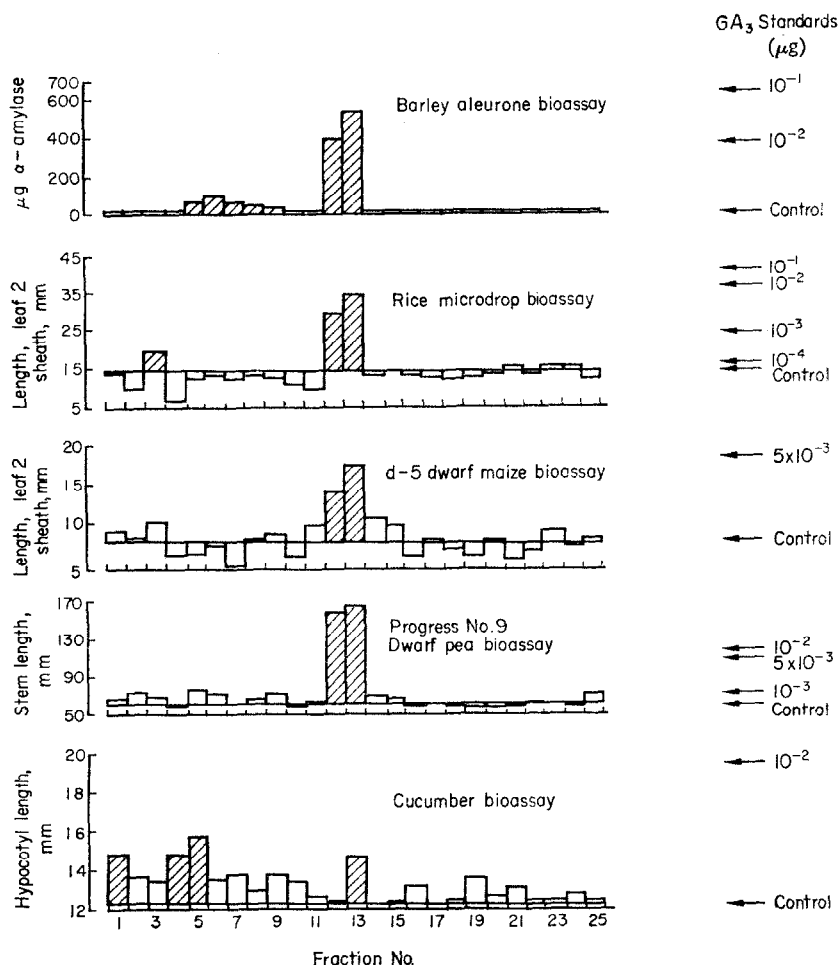 GA3 Standards
(μg)
700
600
400
200
0
μg α-amylase
Barley aleurone bioassay
10-1
10-2
Control
45
35
25
15
5
Length, leaf 2
sheath, mm
Rice microdrop bioassay
10-1
10-2
10-3
10-4
Control
20
15
10
5
Length, leaf 2
sheath, mm
d-5 dwarf maize bioassay
5x10-3
Control
170
130
90
50
Stem length,
mm
Progress No.9
Dwarf pea bioassay
10-2
5x10-3
10-3
Control
20
18
16
14
12
Hypocotyl length,
mm
Cucumber bioassay
10-2
Control
1 3 5 7 9 11 13 15 17 19 21 23 25
Fraction No.